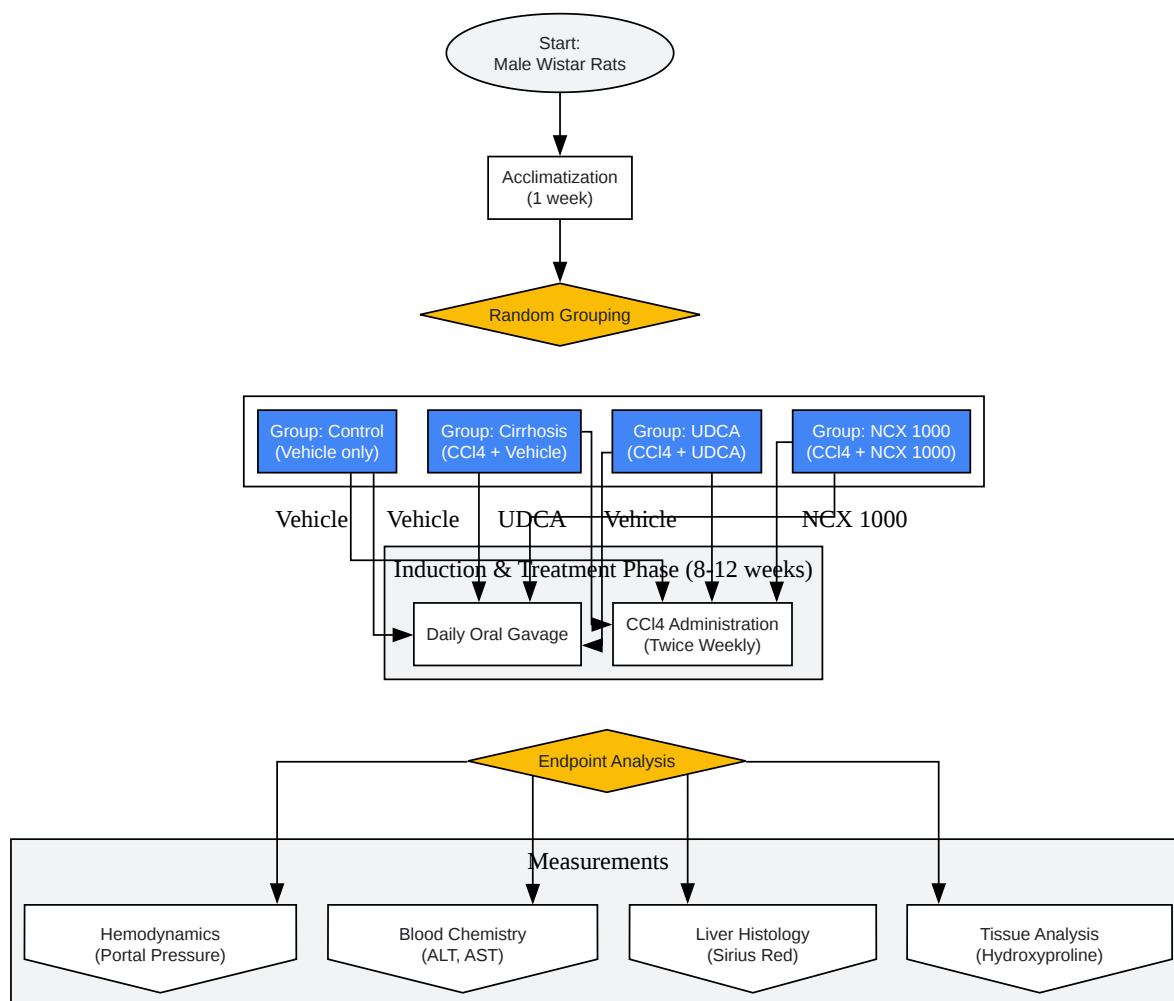 Start:
Male Wistar Rats
Acclimatization
(1 week)
Random Grouping
Group: Control
(Vehicle only)
Group: Cirrhosis
(CCl4 + Vehicle)
Group: UDCA
(CCl4 + UDCA)
Group: NCX 1000
(CCl4 + NCX 1000)
Vehicle
Vehicle
UDCA
Vehicle
NCX 1000
Induction & Treatment Phase (8-12 weeks)
Daily Oral Gavage
CCl4 Administration
(Twice Weekly)
Endpoint Analysis
Measurements
Hemodynamics
(Portal Pressure)
Blood Chemistry
(ALT, AST)
Liver Histology
(Sirius Red)
Tissue Analysis
(Hydroxyproline)